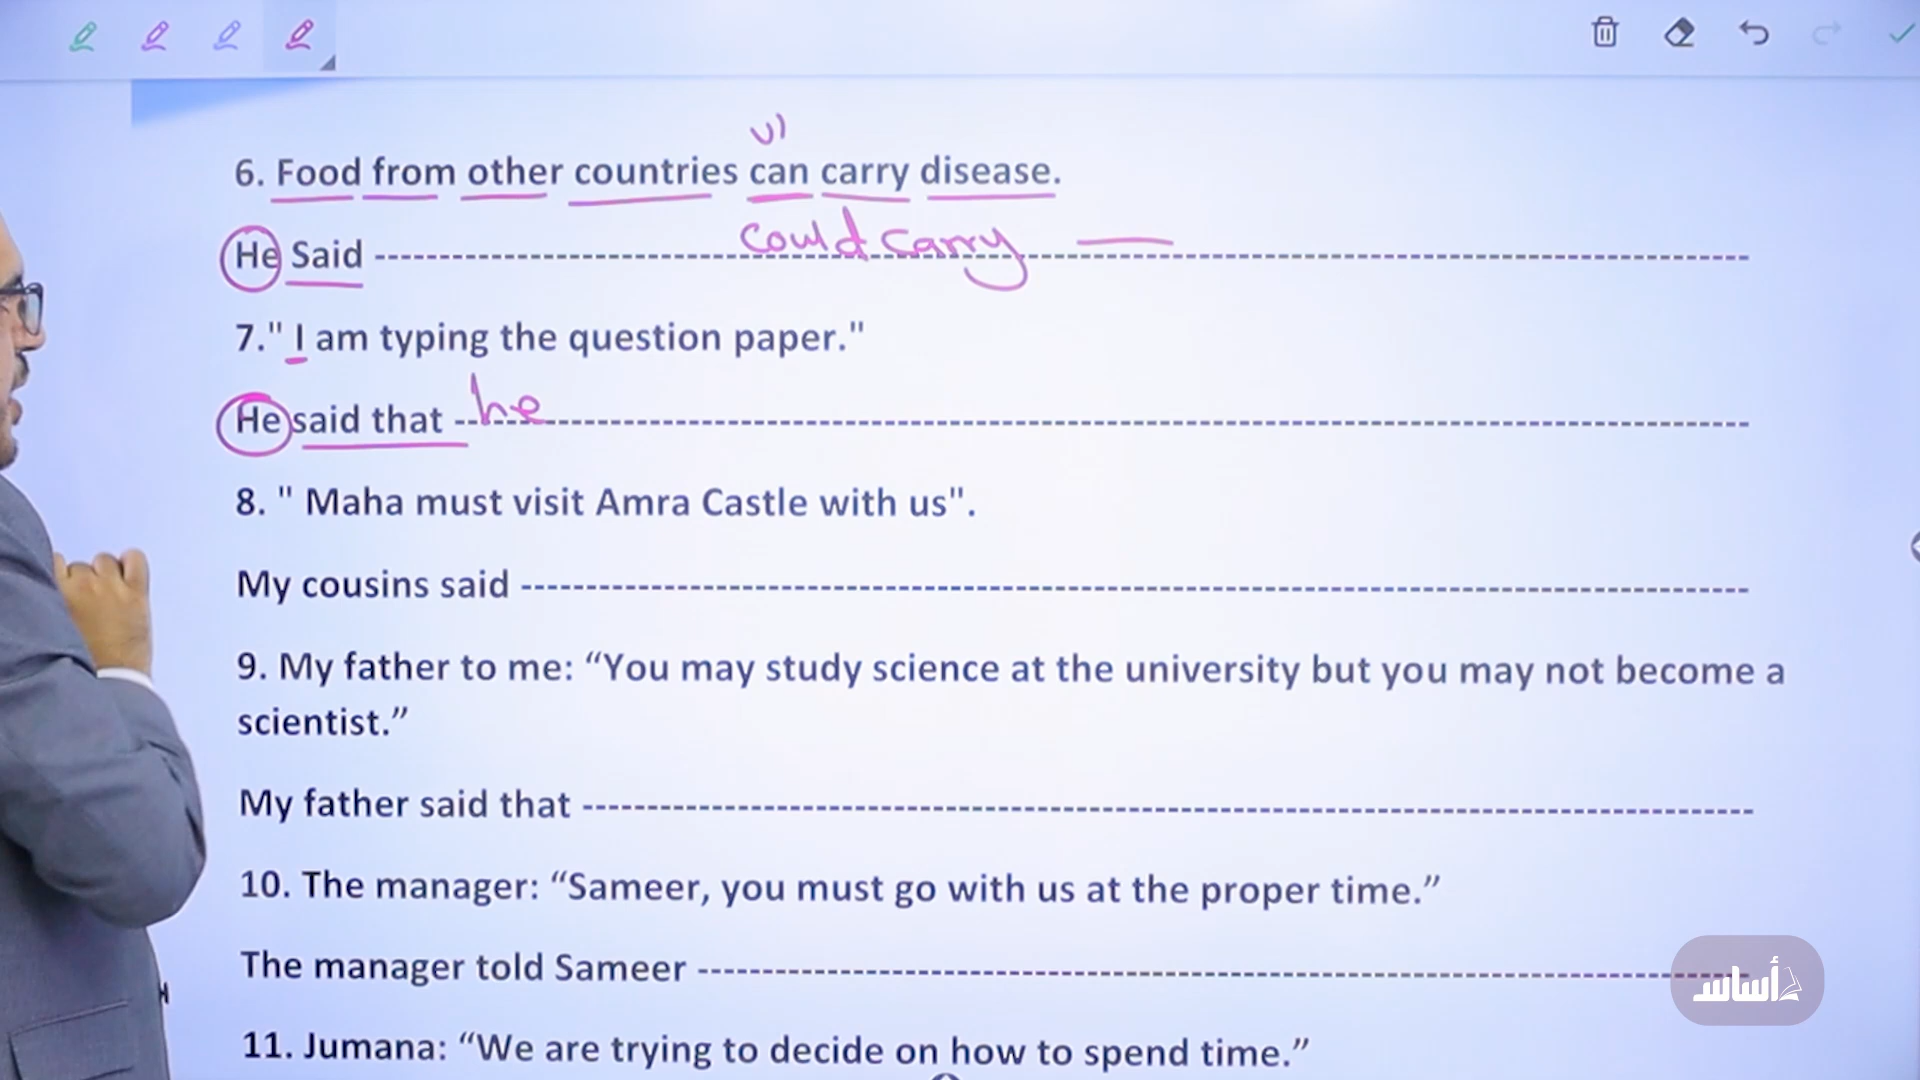 v1
6. Food from other countries can carry disease.
could carry
He Said
7." I am typing the question paper."
He said that he
8. " Maha must visit Amra Castle with us".
My cousins said
9. My father to me: “You may study science at the university but you may not become a
scientist.”
My father said that
10. The manager: “Sameer, you must go with us at the proper time.”
The manager told Sameer
أساس
11. Jumana: “We are trying to decide on how to spend time.”